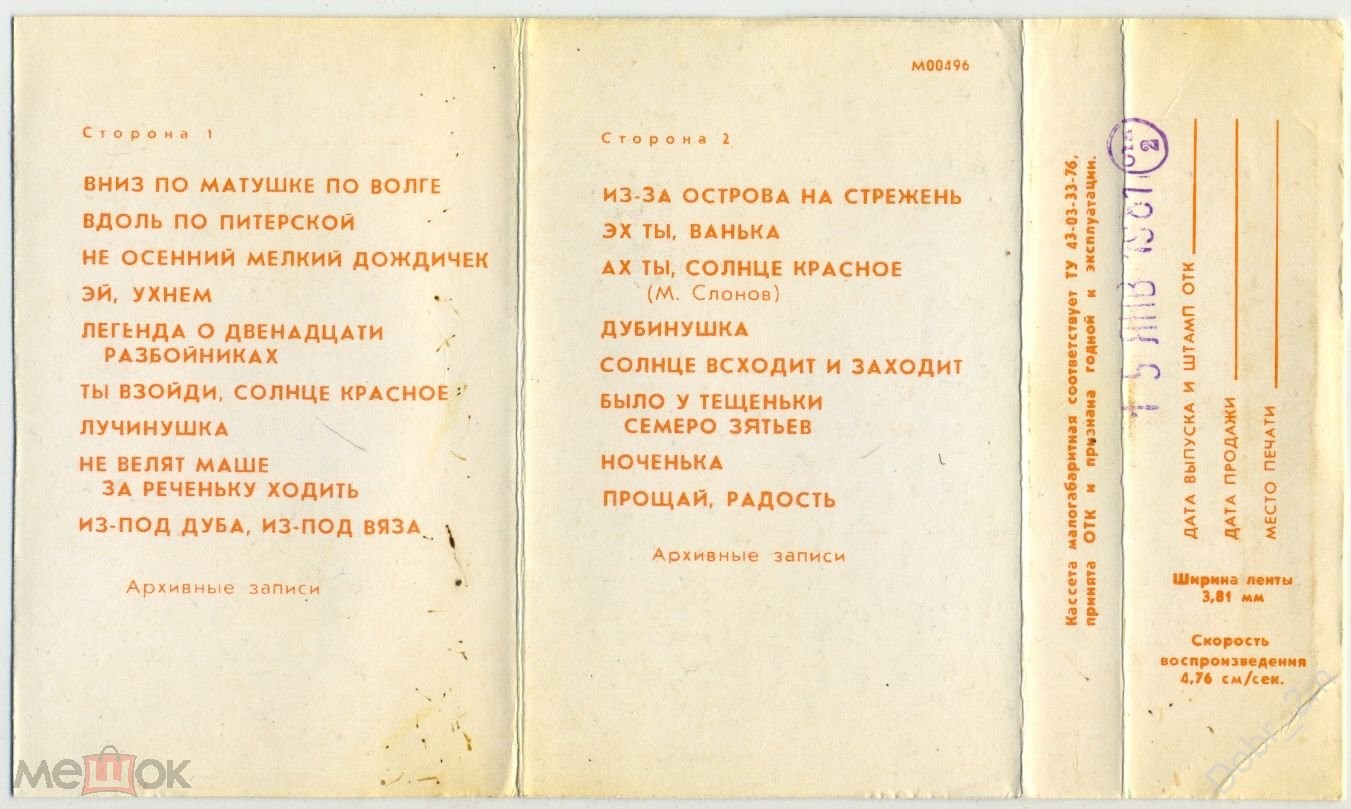 Сторона 1
ВНИЗ ПО МАТУШКЕ ПО ВОЛГЕ
ВДОЛЬ ПО ПИТЕРСКОЙ
НЕ ОСЕННИЙ МЕЛКИЙ ДОЖДИЧЕК
ЭЙ, УХНЕМ
ЛЕГЕНДА О ДВЕНАДЦАТИ
РАЗБОЙНИКАХ
ТЫ ВЗОЙДИ, СОЛНЦЕ КРАСНОЕ
ЛУЧИНУШКА
НЕ ВЕЛЯТ МАШЕ
ЗА РЕЧЕНЬКУ ХОДИТЬ
ИЗ-ПОД ДУБА, ИЗ-ПОД ВЯЗА
Архивные записи
М00496
Сторона 2
ИЗ-ЗА ОСТРОВА НА СТРЕЖЕНЬ
ЭХ ТЫ, ВАНЬКА
АХ ТЫ, СОЛНЦЕ КРАСНОЕ
(М. Слонов)
ДУБИНУШКА
СОЛНЦЕ ВСХОДИТ И ЗАХОДИТ
БЫЛО У ТЕЩЕНЬКИ
СЕМЕРО ЗЯТЬЕВ
НОЧЕНЬКА
ПРОЩАЙ, РАДОСТЬ
Архивные записи
Кассета малогабаритная соответствует ТУ 43-03-33-76,
принята ОТК и признана годной к эксплуатации.
ОТК
2
ДАТА ВЫПУСКА И ШТАМП ОТК
ДАТА ПРОДАЖИ
МЕСТО ПЕЧАТИ
Ширина ленты
3,81 мм
Скорость
воспроизведения
4,76 см/сек.
мешок